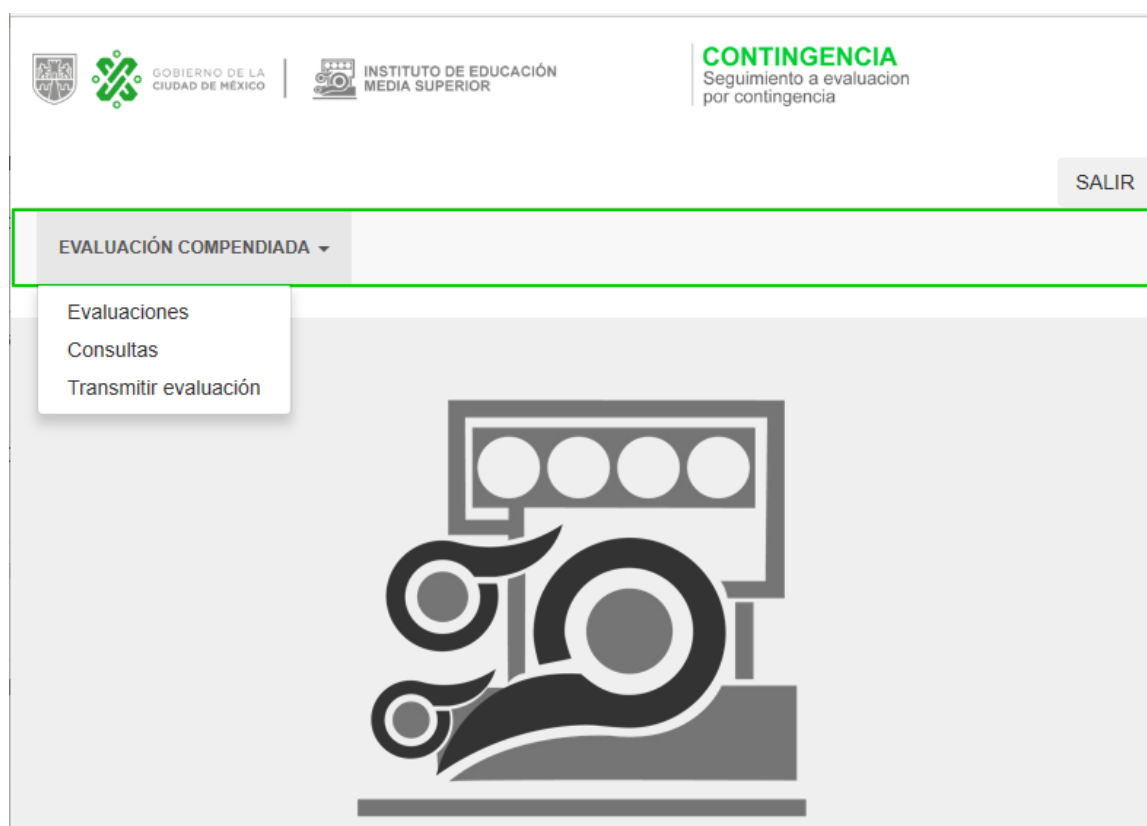 GOBIERNO DE LA
CIUDAD DE MÉXICO
INSTITUTO DE EDUCACIÓN
MEDIA SUPERIOR
CONTINGENCIA
Seguimiento a evaluacion
por contingencia
SALIR
EVALUACIÓN COMPENDIADA
Evaluaciones
Consultas
Transmitir evaluación